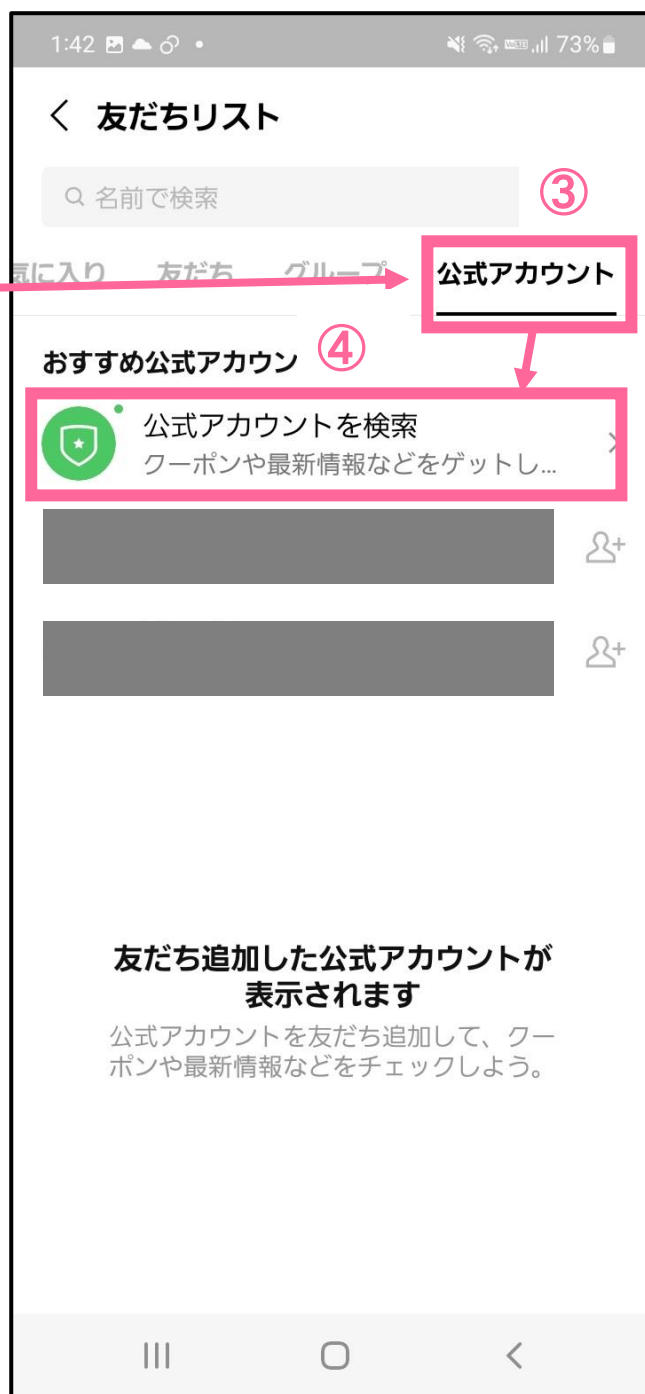 1:42 73%
友だちリスト
名前で検索
③
気に入り 友だち グループ 公式アカウント
④
おすすめ公式アカウン
公式アカウントを検索
クーポンや最新情報などをゲットし...
友だち追加した公式アカウントが
表示されます
公式アカウントを友だち追加して、クー
ポンや最新情報などをチェックしよう。